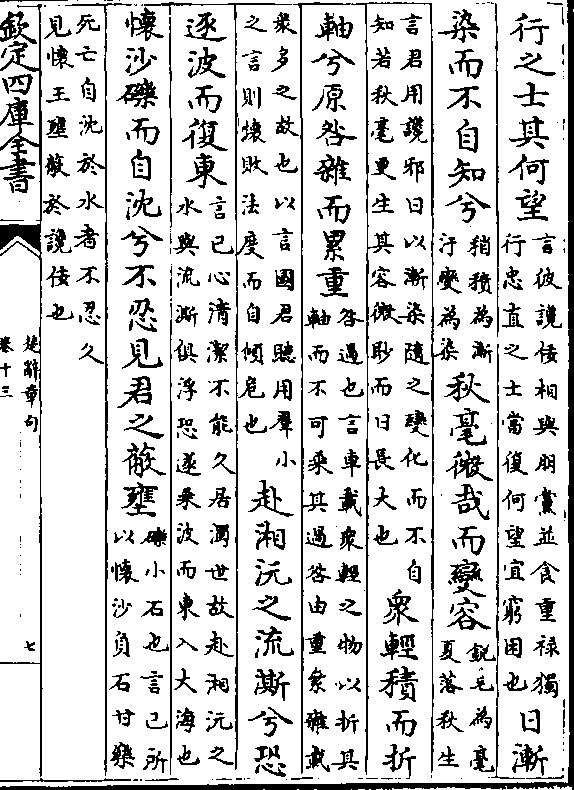 行之士其何望言彼讒佞相與朋黨並食重禄獨行忠直之士當復何望宜窮困也日漸
染而不自知兮稍積為漸汙變為染秋毫微哉而變容銳毛為毫夏落秋生
言君用讒邪日以漸染隨之變化而不自知若秋毫更生其容微眇而日長大也衆輕積而折
軸兮原咎雜而累重咎過也言車載衆輕之物以折其軸而不可乘其過咎由重絫雜載
衆多之故也以言國君聽用羣小之言則壞敗法度而自傾危也赴湘沅之流澌兮恐
逐波而復東言己心清潔不能久居濁世故赴湘沅之水與流澌俱浮恐遂乘波而東入大海也
懷沙礫而自沈兮不忍見君之蔽壅礫小石也言己所以懷沙負石甘樂
死亡自沈於水者不忍久見懷王壅蔽於讒佞也
欽定四庫全書
楚辭章句
卷十三
七